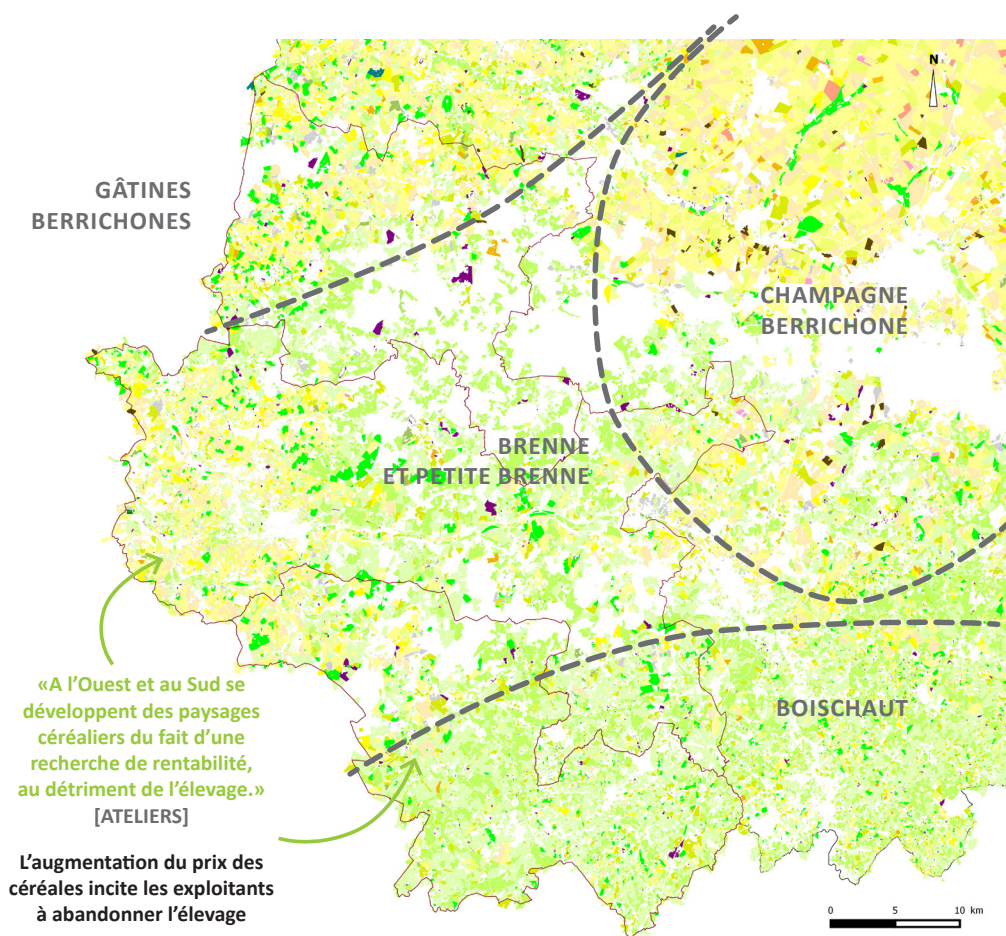 N
GÂTINES
BERRICHONES
CHAMPAGNE
BERRICHONE
BRENNE
ET PETITE BRENNE
BOISCHAUT
«A l’Ouest et au Sud se
développent des paysages
céréaliers du fait d’une
recherche de rentabilité,
au détriment de l’élevage.»
[ATELIERS]
L’augmentation du prix des
céréales incite les exploitants
à abandonner l’élevage
0 5 10 km